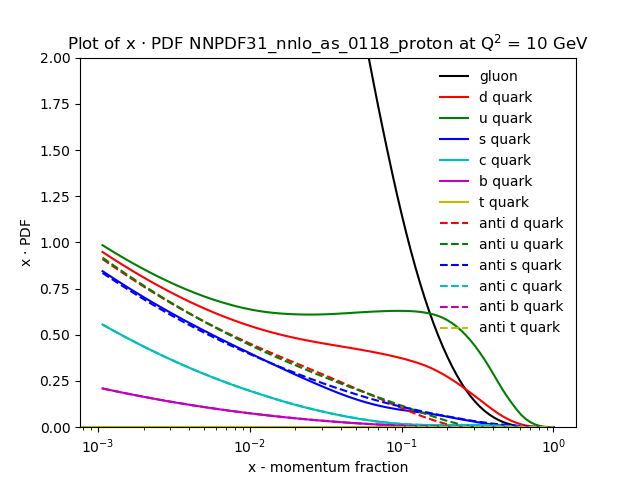 Plot of x · PDF NNPDF31_nnlo_as_0118_proton at Q² = 10 GeV
x · PDF
2.00
1.75
1.50
1.25
1.00
0.75
0.50
0.25
0.00
gluon
d quark
u quark
s quark
c quark
b quark
t quark
anti d quark
anti u quark
anti s quark
anti c quark
anti b quark
anti t quark
10⁻³ 10⁻² 10⁻¹ 10⁰
x - momentum fraction